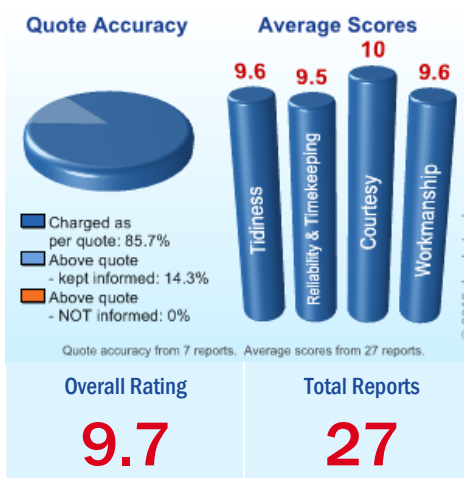 Quote Accuracy
Charged as
per quote: 85.7%
Above quote
- kept informed: 14.3%
Above quote
- NOT informed: 0%
Average Scores
9.6
9.5
10
9.6
Tidiness
Reliability & Timekeeping
Courtesy
Workmanship
Quote accuracy from 7 reports. Average scores from 27 reports.
Overall Rating
9.7
Total Reports
27